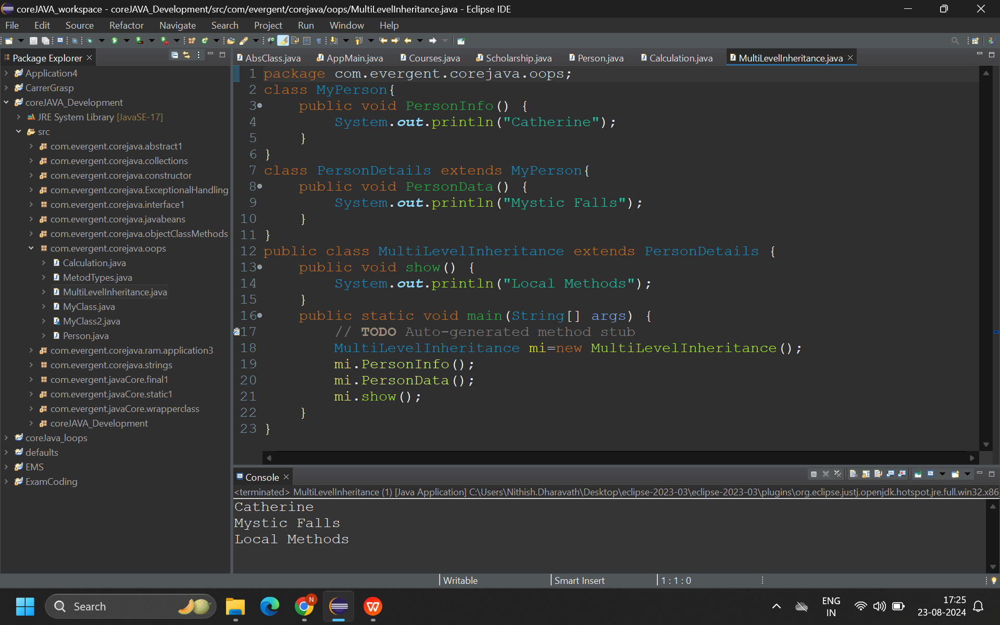 coreJAVA_workspace - coreJAVA_Development/src/com/evergent/corejava/oops/MultiLevelInheritance.java - Eclipse IDE
File Edit Source Refactor Navigate Search Project Run Window Help
Package Explorer
Application4
CarrerGrasp
coreJAVA_Development
JRE System Library [JavaSE-17]
src
com.evergent.corejava.abstract1
com.evergent.corejava.collections
com.evergent.corejava.constructor
com.evergent.corejava.ExceptionalHandling
com.evergent.corejava.interface1
com.evergent.corejava.javabeans
com.evergent.corejava.objectClassMethods
com.evergent.corejava.oops
Calculation.java
MetodTypes.java
MultiLevelInheritance.java
MyClass.java
MyClass2.java
Person.java
com.evergent.corejava.ram.application3
com.evergent.corejava.strings
com.evergent.javaCore.final1
com.evergent.javaCore.static1
com.evergent.javaCore.wrapperclass
coreJAVA_Development
coreJava_loops
defaults
EMS
ExamCoding
AbsClass.java AppMain.java Courses.java Scholarship.java Person.java Calculation.java MultiLevelInheritance.java
1 package com.evergent.corejava.oops;
2 class MyPerson{
3 public void PersonInfo() {
4 System.out.println("Catherine");
5 }
6 }
7 class PersonDetails extends MyPerson{
8 public void PersonData() {
9 System.out.println("Mystic Falls");
10 }
11 }
12 public class MultiLevelInheritance extends PersonDetails {
13 public void show() {
14 System.out.println("Local Methods");
15 }
16 public static void main(String[] args) {
17 // TODO Auto-generated method stub
18 MultiLevelInheritance mi=new MultiLevelInheritance();
19 mi.PersonInfo();
20 mi.PersonData();
21 mi.show();
22 }
23 }
Console
<terminated> MultiLevelInheritance (1) [Java Application] C:\Users\Nithish.Dharavath\Desktop\eclipse-2023-03\eclipse-2023-03\plugins\org.eclipse.justj.openjdk.hotspot.jre.full.win32.x86
Catherine
Mystic Falls
Local Methods
Writable Smart Insert 1 : 1 : 0
Search
N
W
ENG
IN
17:25
23-08-2024